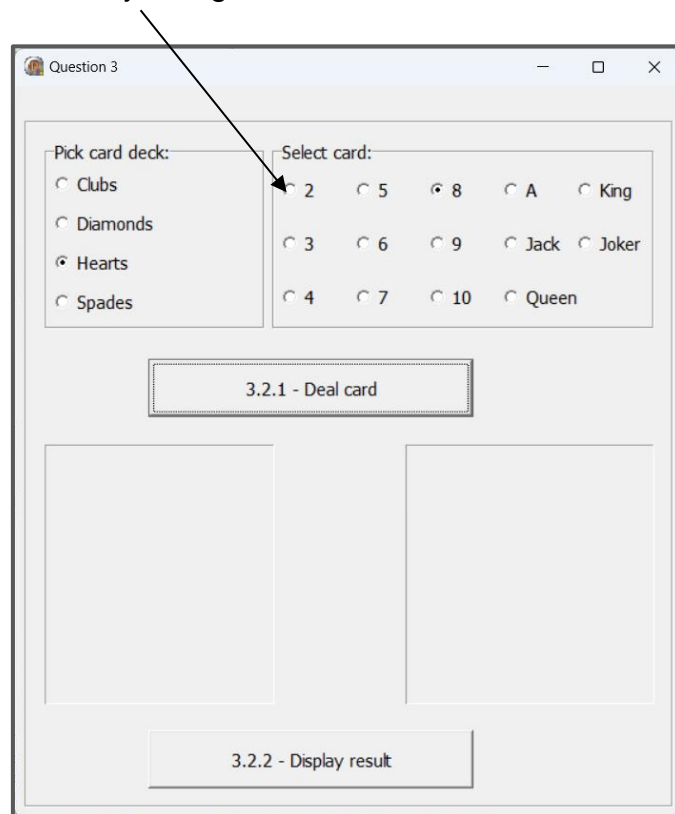 Question 3
Pick card deck:
Clubs
Diamonds
Hearts
Spades
Select card:
2 5 8 A King
3 6 9 Jack Joker
4 7 10 Queen
3.2.1 - Deal card
3.2.2 - Display result